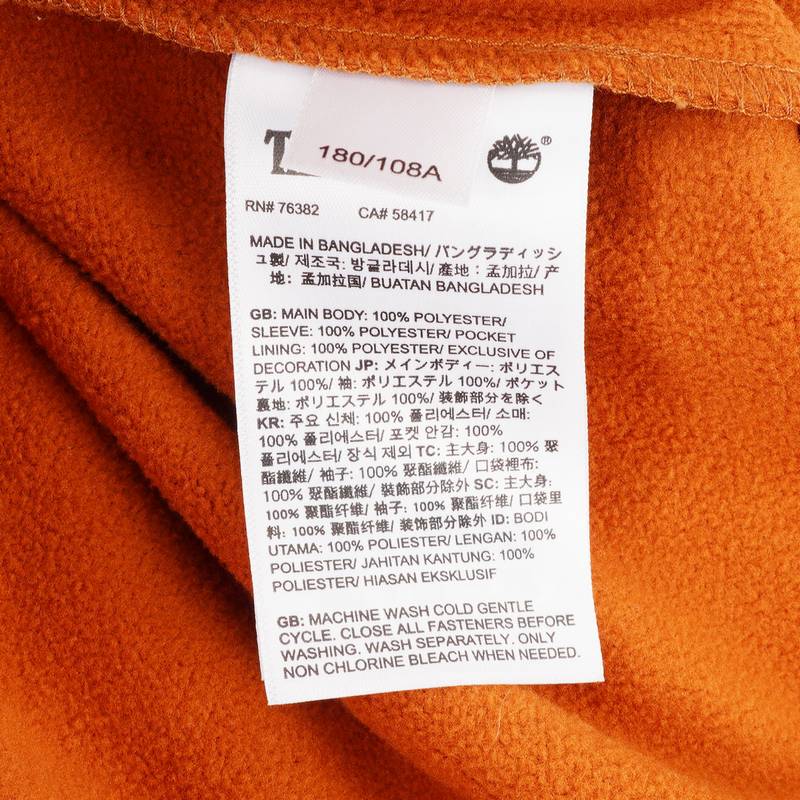 180/108A
®
RN# 76382 CA# 58417
MADE IN BANGLADESH/ バングラディッシ
ュ製/ 제조국: 방글라데시/ 產地：孟加拉/ 产
地：孟加拉国/ BUATAN BANGLADESH
GB: MAIN BODY: 100% POLYESTER/
SLEEVE: 100% POLYESTER/ POCKET
LINING: 100% POLYESTER/ EXCLUSIVE OF
DECORATION JP: メインボディー: ポリエス
テル 100%/ 袖: ポリエステル 100%/ ポケット
裏地: ポリエステル 100%/ 装飾部分を除く
KR: 주요 신체: 100% 폴리에스터/ 소매:
100% 폴리에스터/ 포켓 안감: 100%
폴리에스터/ 장식 제외 TC: 主大身: 100% 聚
酯纖維/ 袖子: 100% 聚酯纖維/ 口袋裡布:
100% 聚酯纖維/ 裝飾部分除外 SC: 主大身:
100% 聚酯纤维/ 袖子: 100% 聚酯纤维/ 口袋里
料: 100% 聚酯纤维/ 装饰部分除外 ID: BODI
UTAMA: 100% POLIESTER/ LENGAN: 100%
POLIESTER/ JAHITAN KANTUNG: 100%
POLIESTER/ HIASAN EKSKLUSIF
GB: MACHINE WASH COLD GENTLE
CYCLE. CLOSE ALL FASTENERS BEFORE
WASHING. WASH SEPARATELY. ONLY
NON CHLORINE BLEACH WHEN NEEDED.